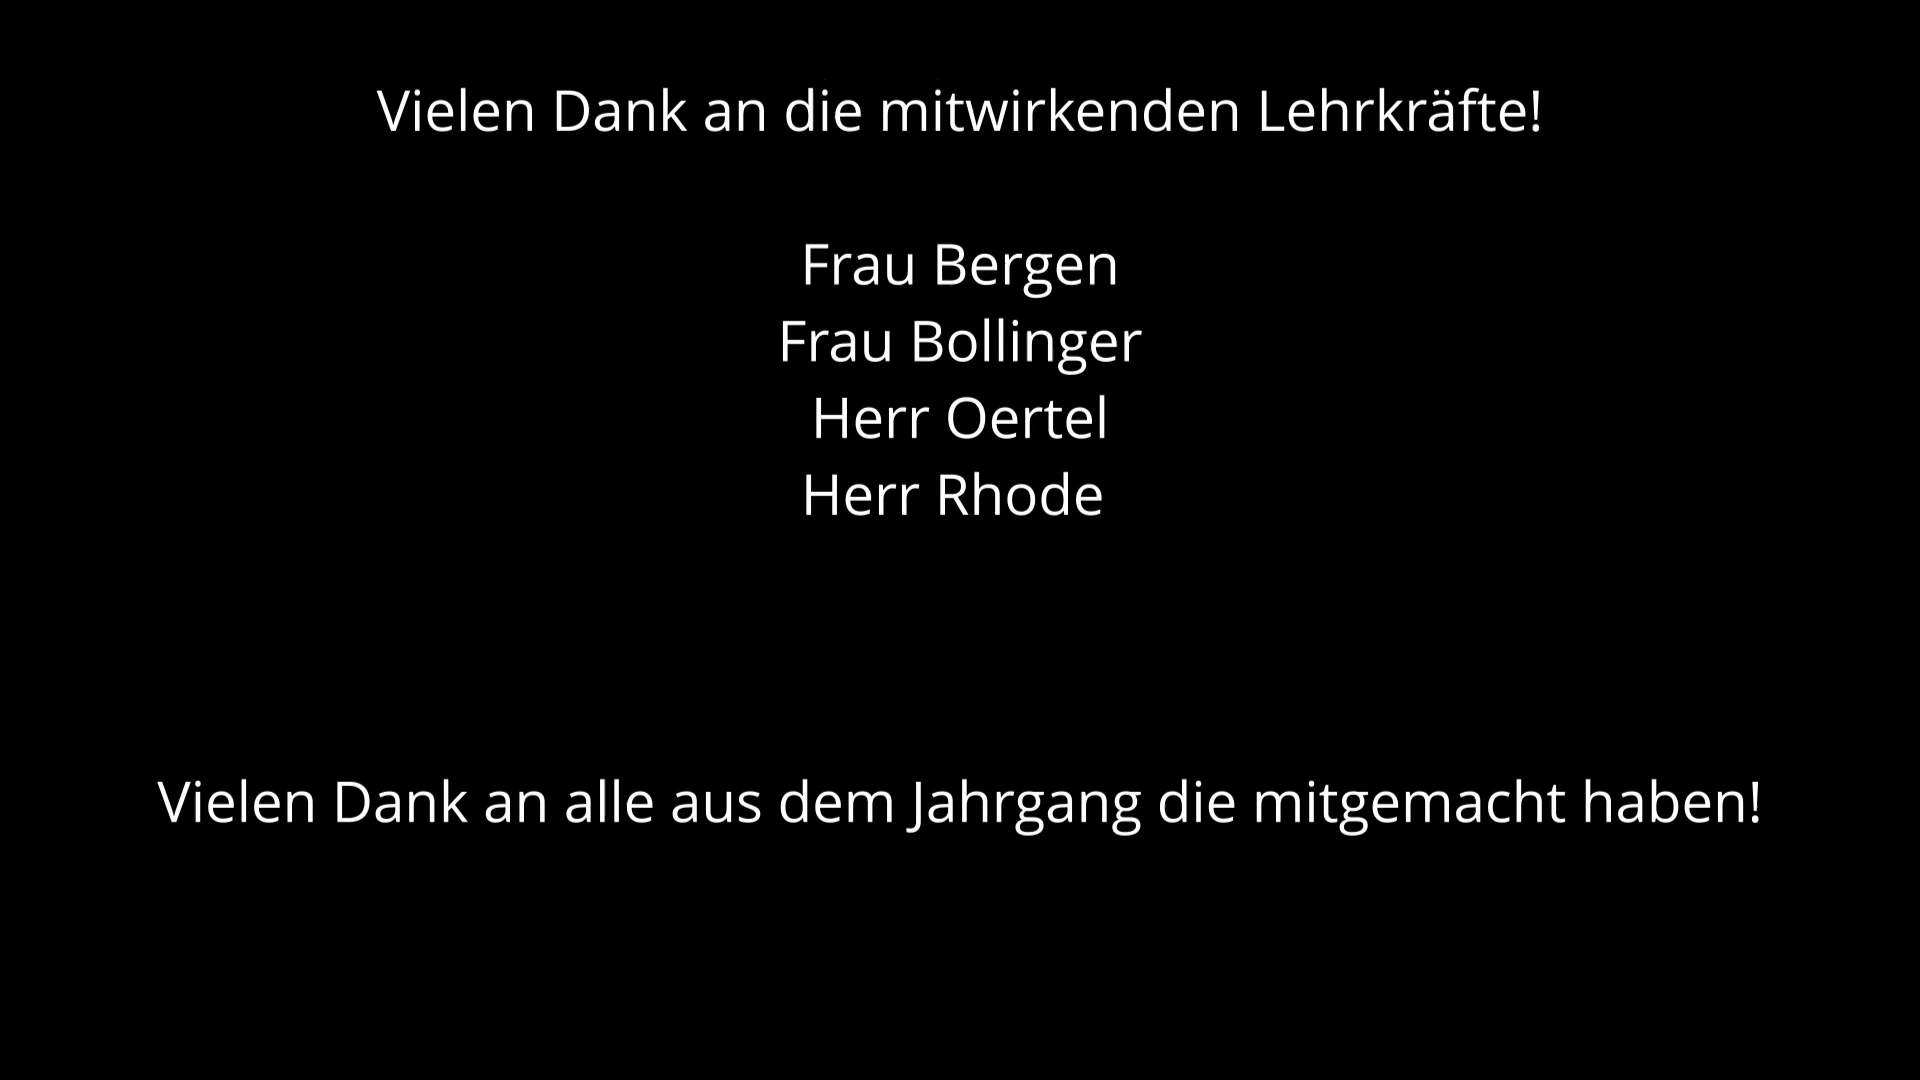 Vielen Dank an die mitwirkenden Lehrkräfte!
Frau Bergen
Frau Bollinger
Herr Oertel
Herr Rhode
Vielen Dank an alle aus dem Jahrgang die mitgemacht haben!